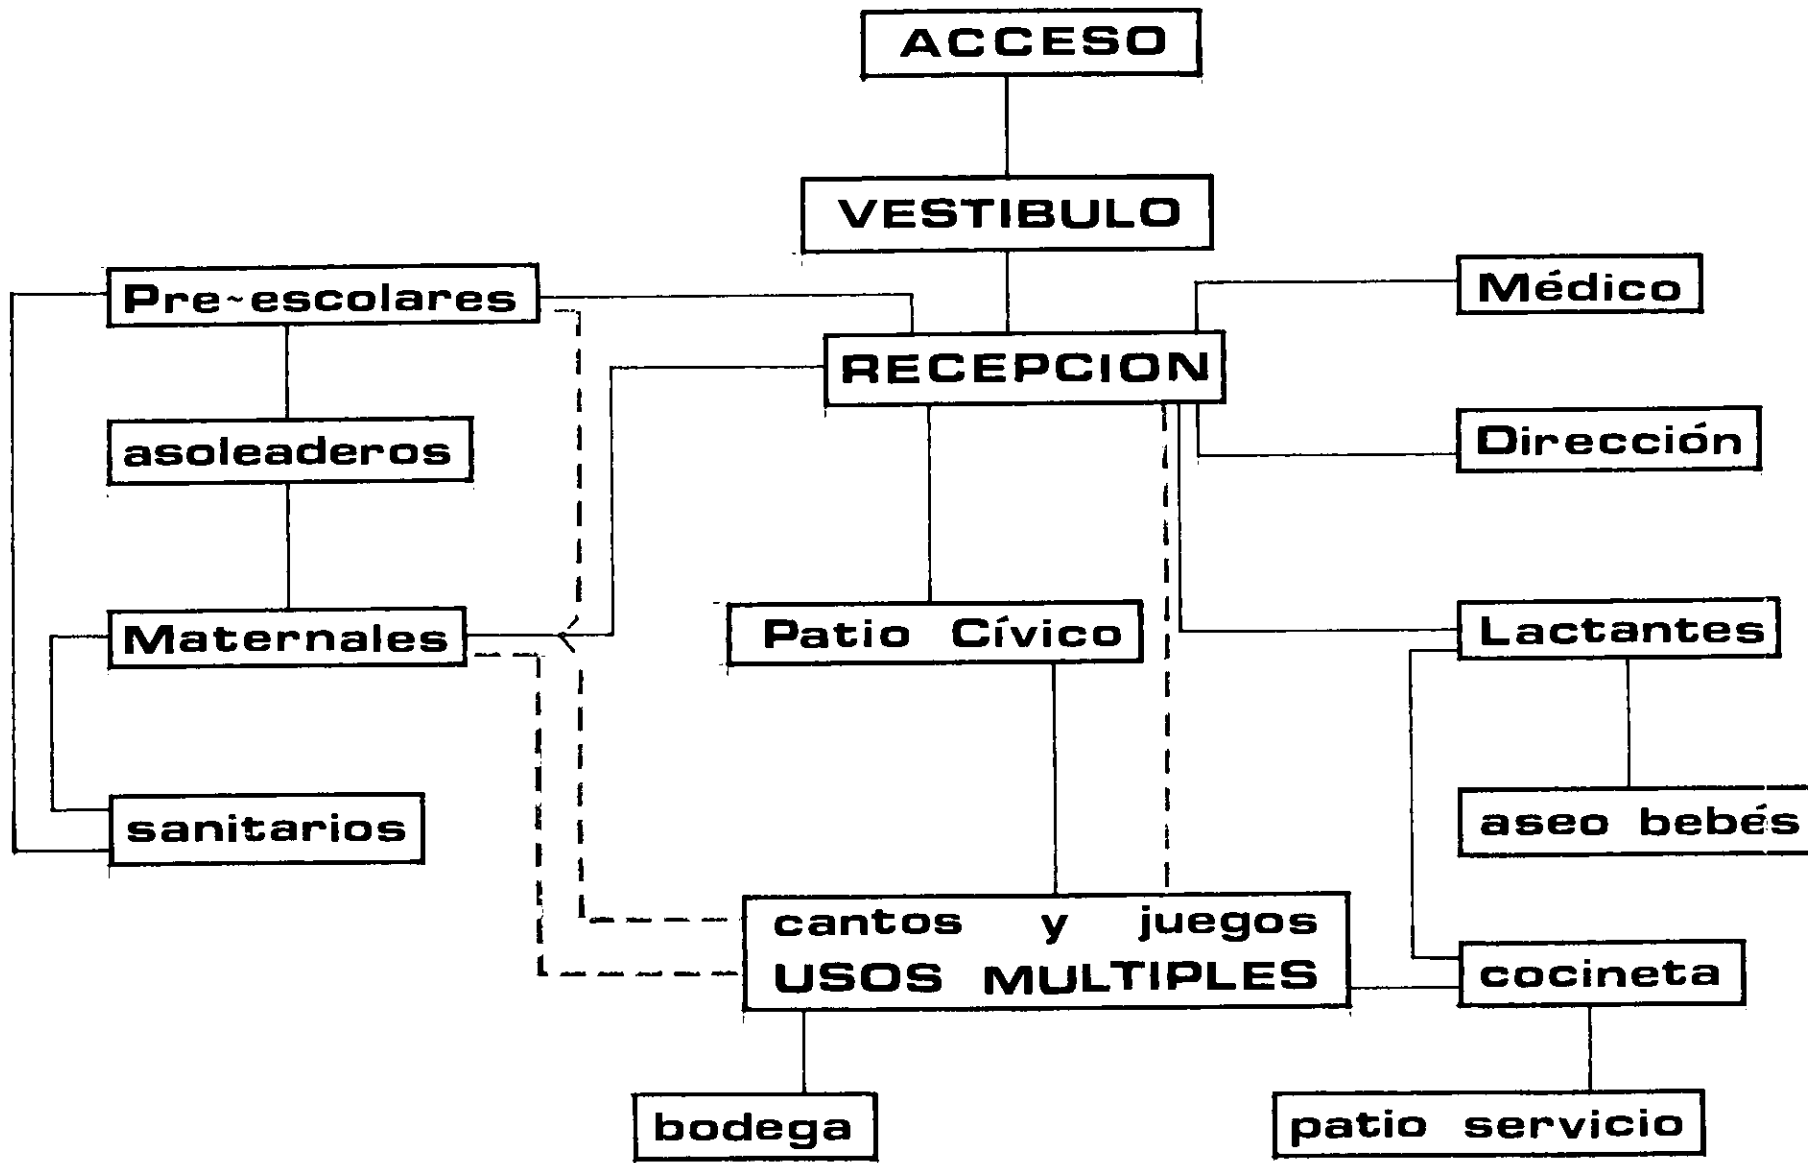 ACCESO
VESTIBULO
Pre-escolares
Médico
RECEPCION
asoleaderos
Dirección
Maternales
Patio Cívico
Lactantes
sanitarios
aseo bebés
cantos y juegos
USOS MULTIPLES
cocineta
bodega
patio servicio